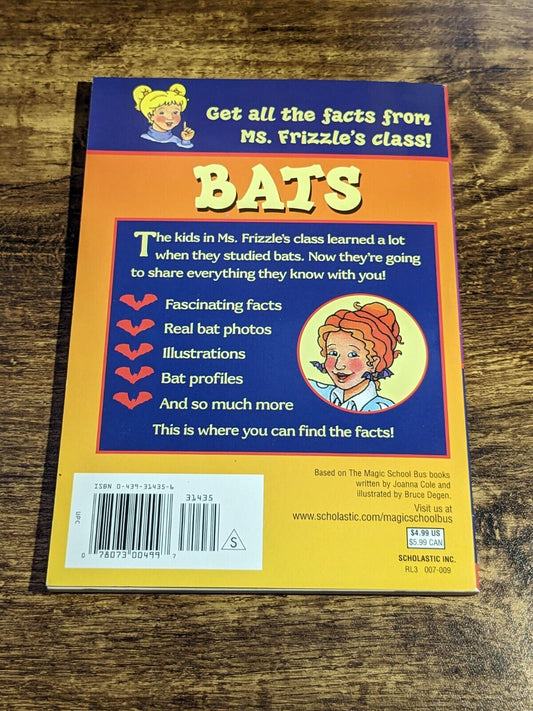 Get all the facts from
Ms. Frizzle's class!
BATS
The kids in Ms. Frizzle's class learned a lot
when they studied bats. Now they're going
to share everything they know with you!
Fascinating facts
Real bat photos
Illustrations
Bat profiles
And so much more
This is where you can find the facts!
Based on The Magic School Bus books
written by Joanna Cole and
illustrated by Bruce Degen.
Visit us at
www.scholastic.com/magicschoolbus
$4.99 US
$5.99 CAN
SCHOLASTIC INC.
RL3 007-009
ISBN 0-439-31435-6
31435
UPC
S
0 78073 00499 7